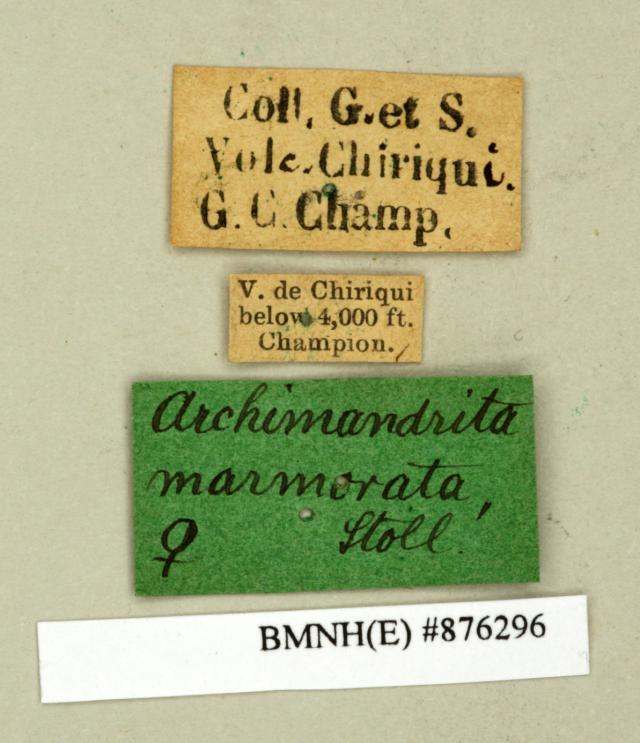 Coll. G. et S.
Volc. Chiriqui.
G. C. Champ.
V. de Chiriqui
below 4,000 ft.
Champion.
Archimandrita
marmorata,
♀ Stoll.
BMNH(E) #876296